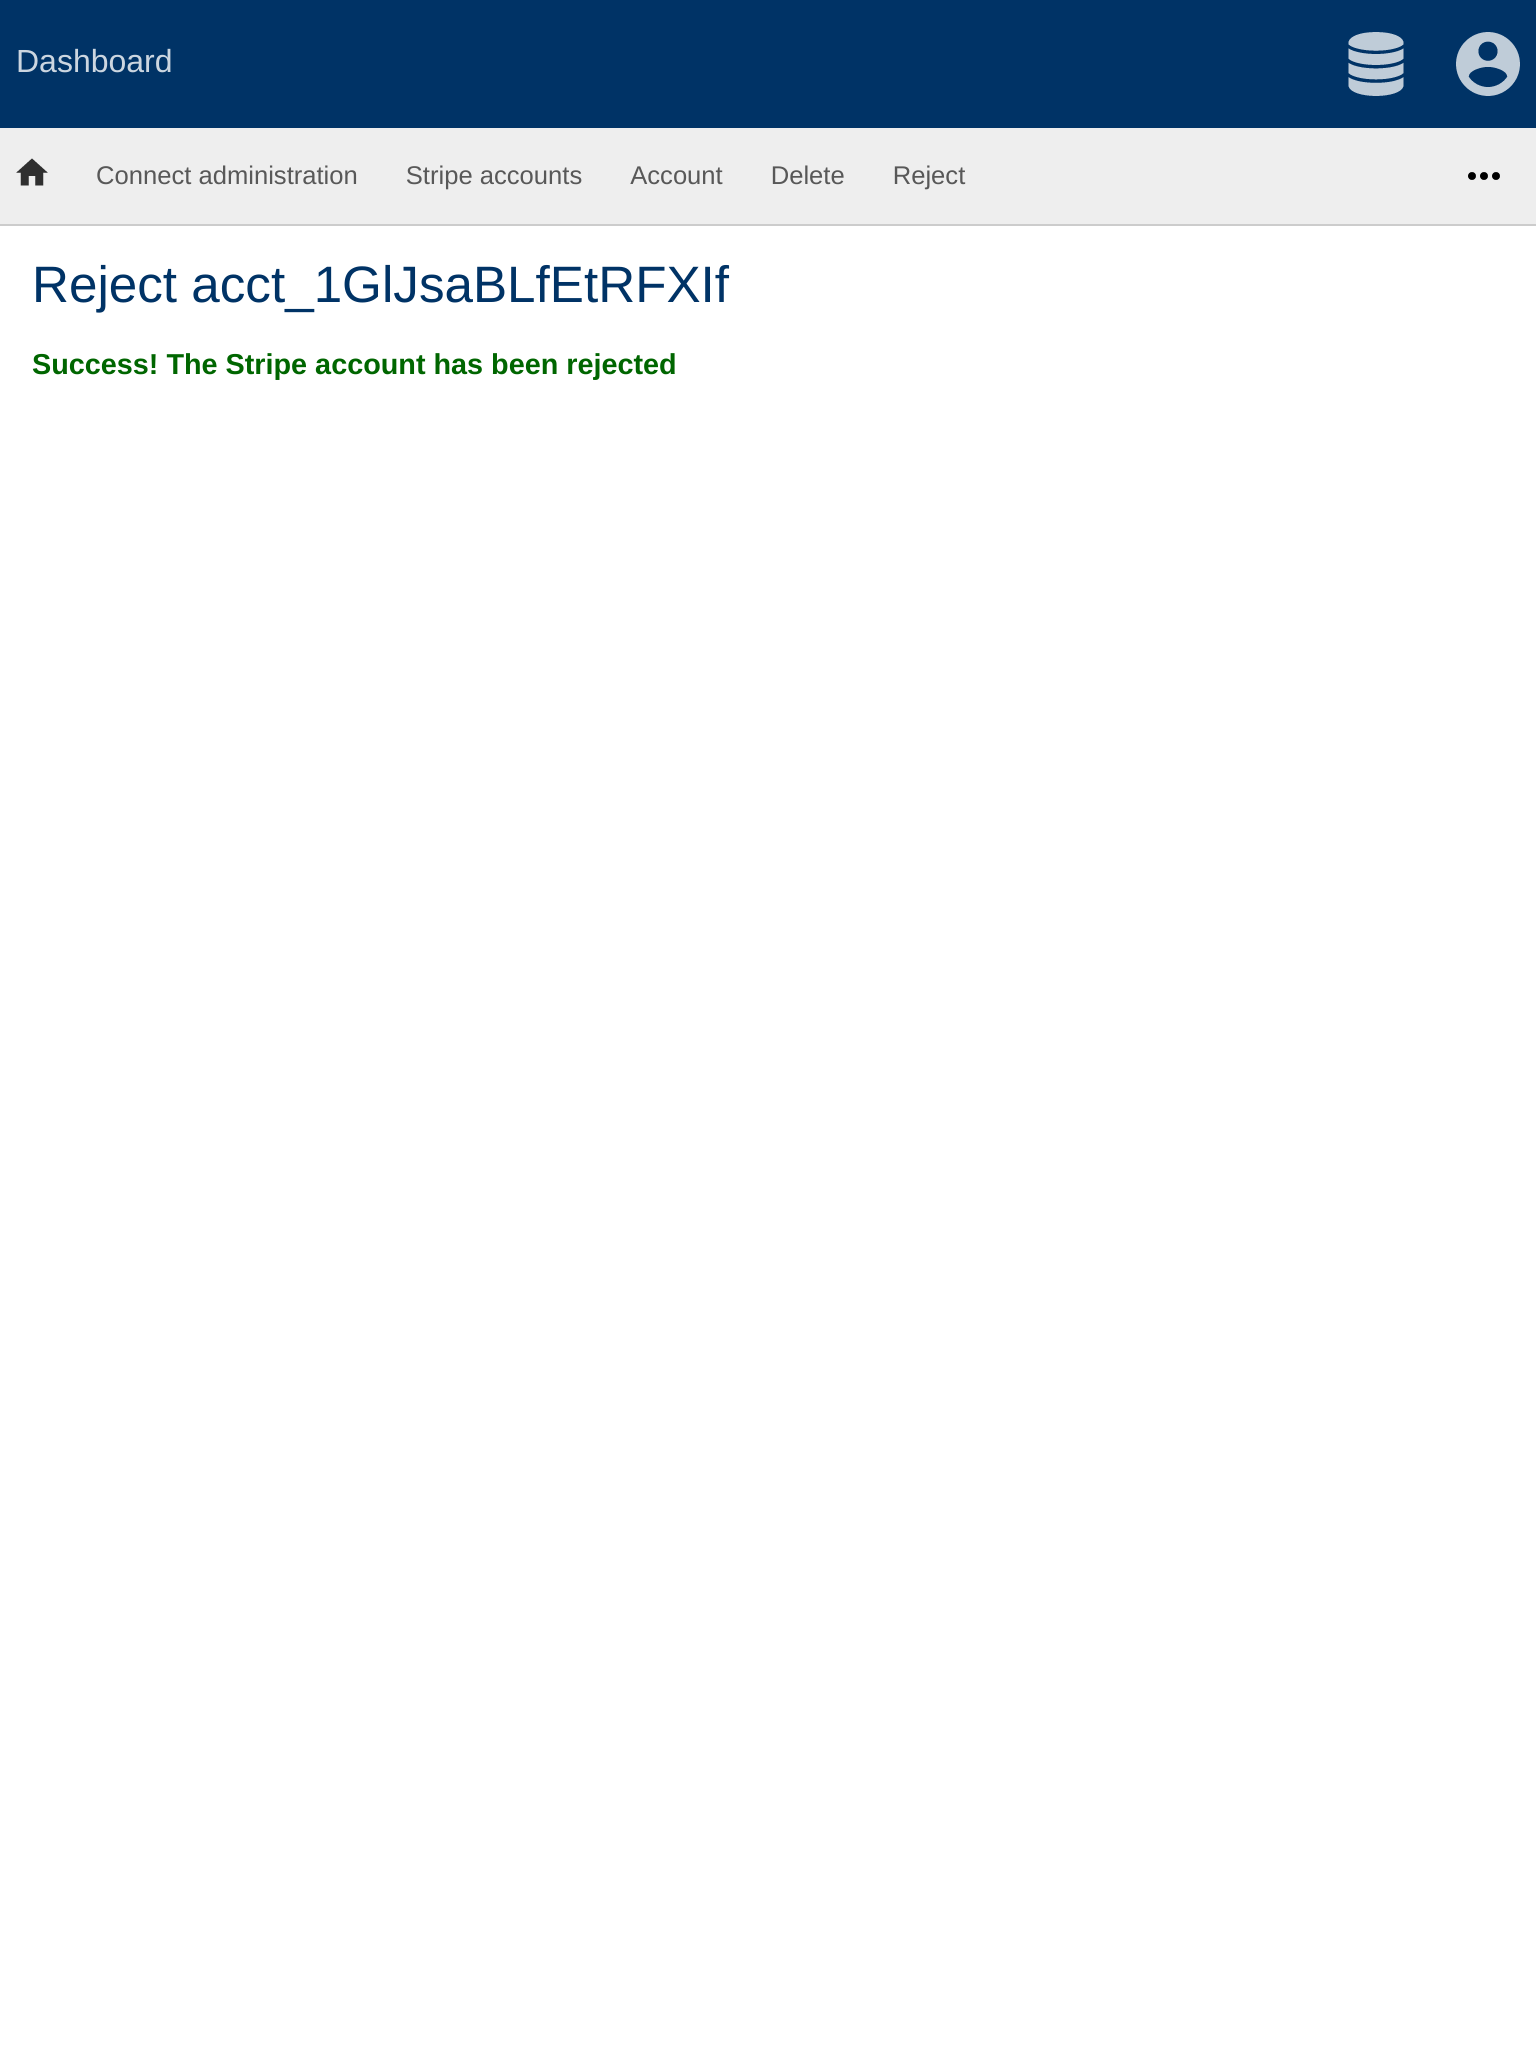 Dashboard
Connect administration Stripe accounts Account Delete Reject
Reject acct_1GlJsaBLfEtRFXIf
Success! The Stripe account has been rejected